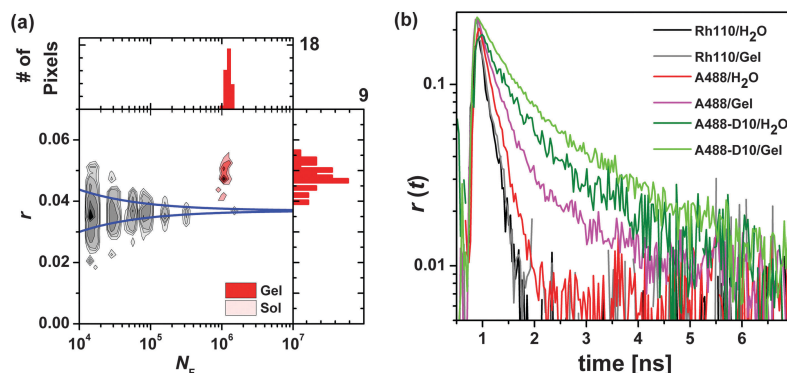 (a)
18
# of Pixels
9
0.06
0.04
0.02
0.00
r
Gel
Sol
10^4 10^5 10^6 10^7
N_F
(b)
Rh110/H₂O
Rh110/Gel
A488/H₂O
A488/Gel
A488-D10/H₂O
A488-D10/Gel
0.1
0.01
r (t)
1 2 3 4 5 6
time [ns]